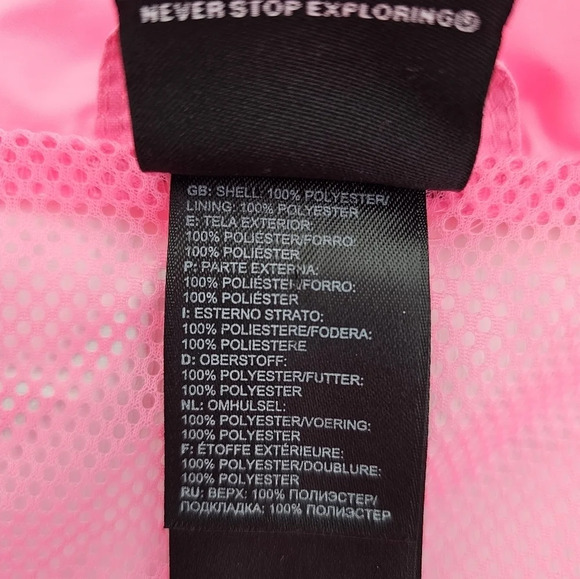 NEVER STOP EXPLORING®
GB: SHELL: 100% POLYESTER/
LINING: 100% POLYESTER
E: TELA EXTERIOR:
100% POLIÉSTER/FORRO:
100% POLIÉSTER
P: PARTE EXTERNA:
100% POLIÉSTER/FORRO:
100% POLIÉSTER
I: ESTERNO STRATO:
100% POLIESTERE/FODERA:
100% POLIESTERE
D: OBERSTOFF:
100% POLYESTER/FUTTER:
100% POLYESTER
NL: OMHULSEL:
100% POLYESTER/VOERING:
100% POLYESTER
F: ÉTOFFE EXTÉRIEURE:
100% POLYESTER/DOUBLURE:
100% POLYESTER
RU: ВЕРХ: 100% ПОЛИЭСТЕР/
ПОДКЛАДКА: 100% ПОЛИЭСТЕР